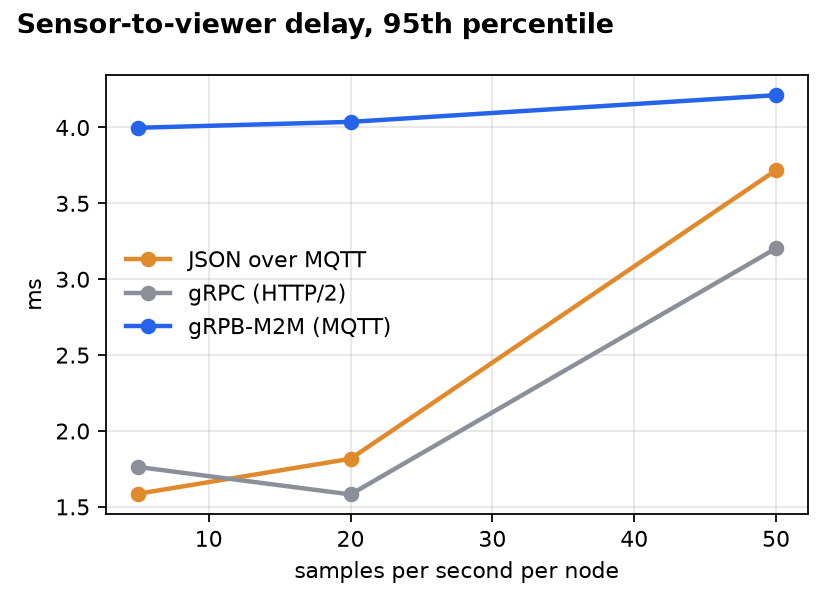 Sensor-to-viewer delay, 95th percentile
4.0
3.5
3.0
2.5
2.0
1.5
ms
JSON over MQTT
gRPC (HTTP/2)
gRPB-M2M (MQTT)
10 20 30 40 50
samples per second per node